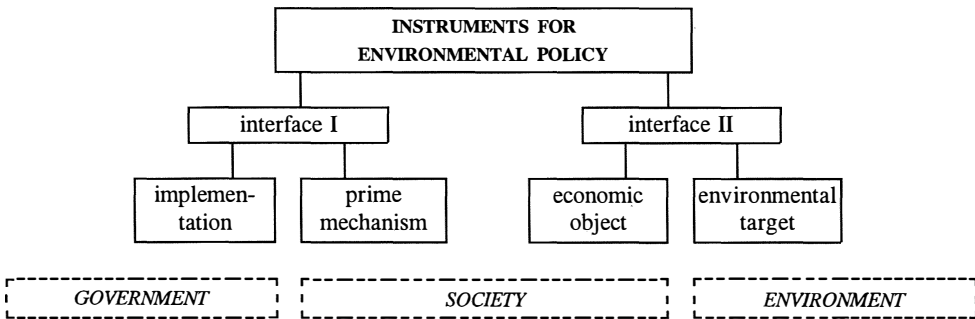 INSTRUMENTS FOR
ENVIRONMENTAL POLICY
interface I
interface II
implemen-
tation
prime
mechanism
economic
object
environmental
target
GOVERNMENT
SOCIETY
ENVIRONMENT